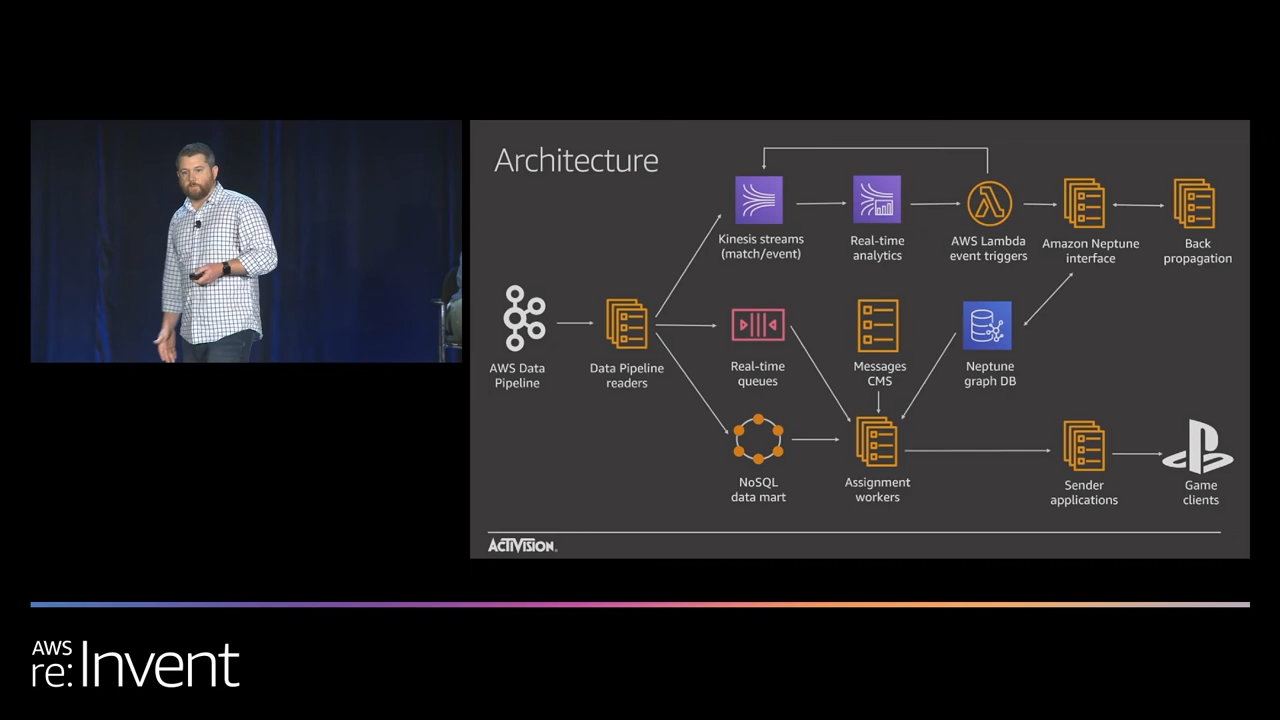 Architecture
Kinesis streams
(match/event)
Real-time
analytics
AWS Lambda
event triggers
Amazon Neptune
interface
Back
propagation
AWS Data
Pipeline
Data Pipeline
readers
Real-time
queues
Messages
CMS
Neptune
graph DB
NoSQL
data mart
Assignment
workers
Sender
applications
Game
clients
ACTIVISION
AWS
re:Invent